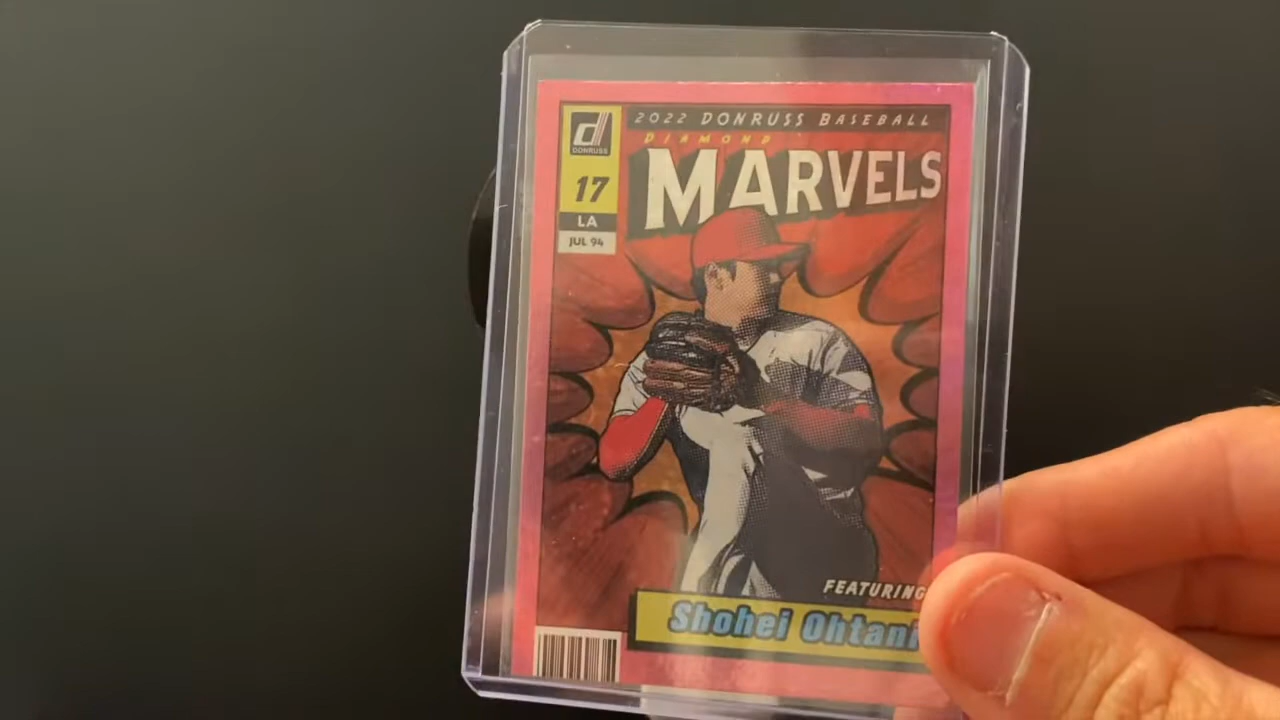 2022 DONRUSS BASEBALL
DIAMOND
MARVELS
d
DONRUSS
17
LA
JUL 94
FEATURING
Shohei Ohtani